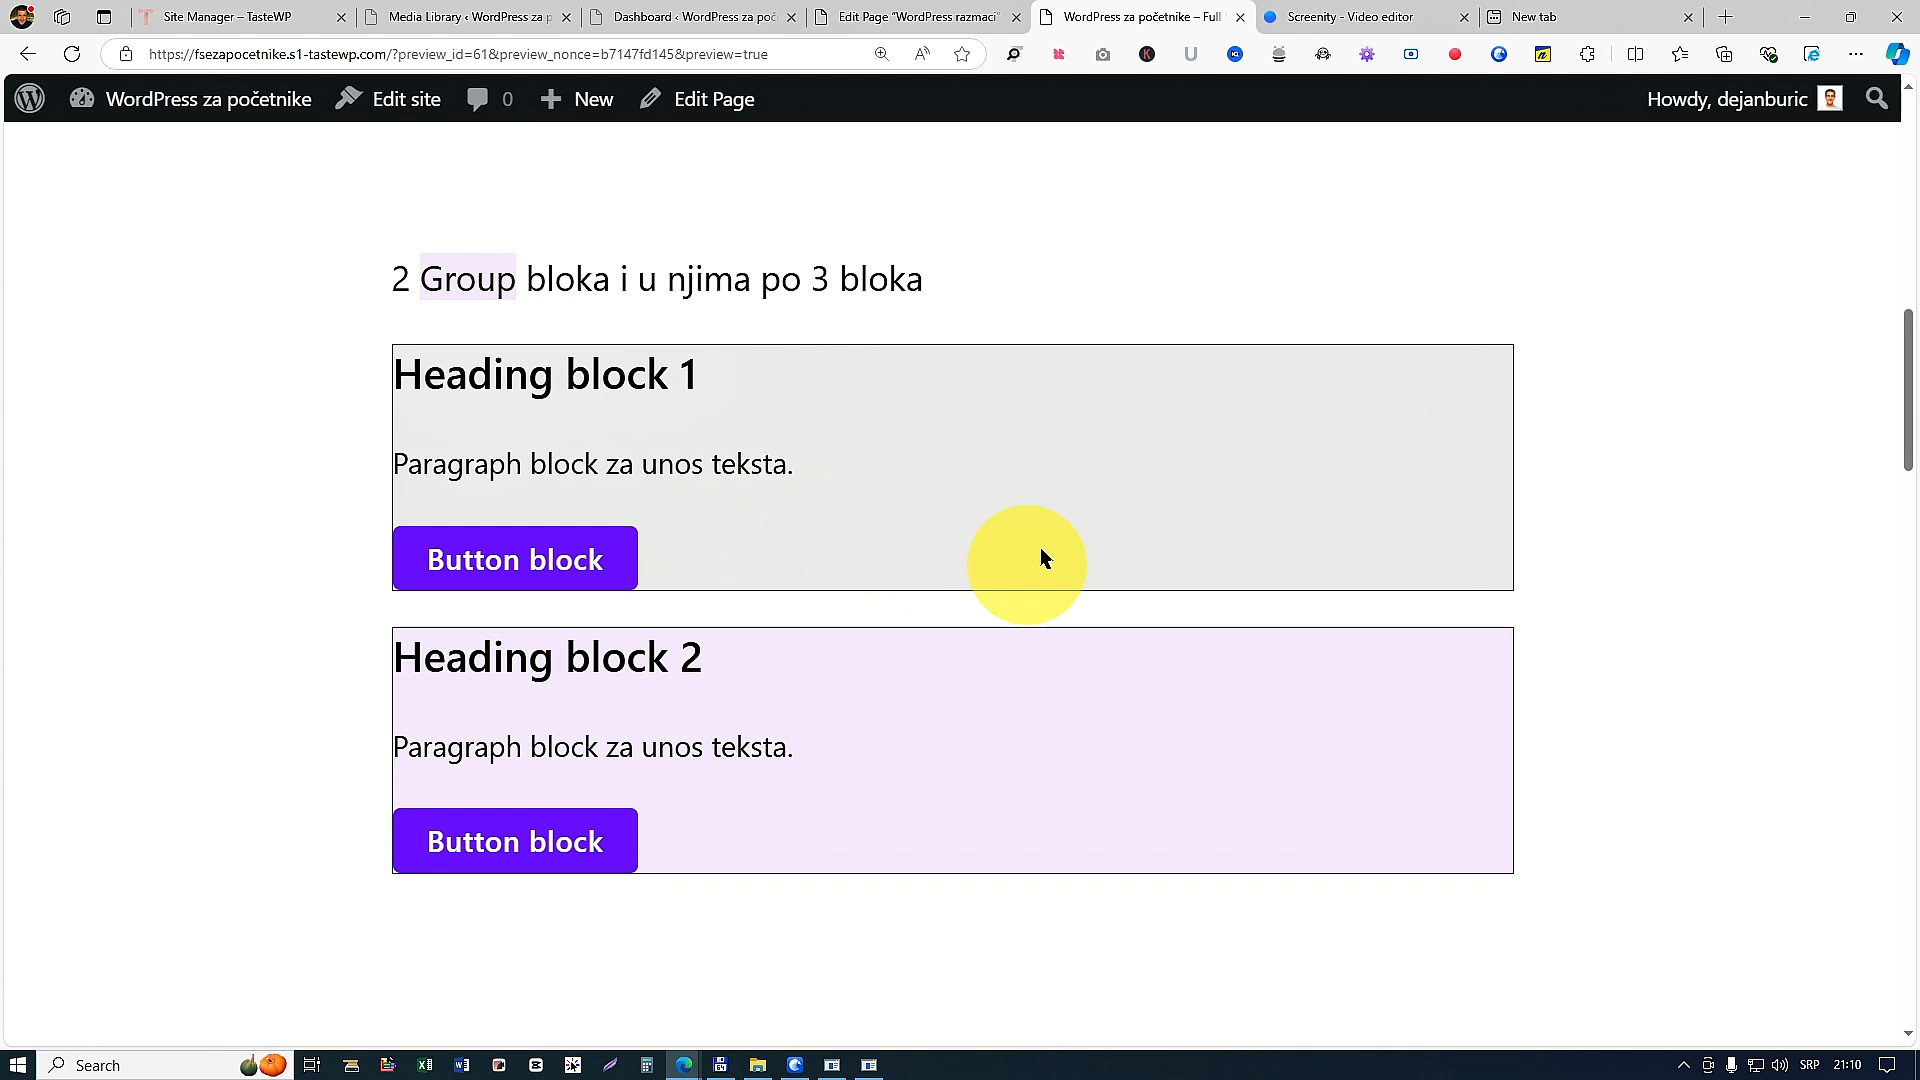 Site Manager – TasteWP
Media Library ‹ WordPress za p
Dashboard ‹ WordPress za poč
Edit Page "WordPress razmaci"
WordPress za početnike – Full S
Screenity - Video editor
New tab
https://fsezapocetnike.s1-tastewp.com/?preview_id=61&preview_nonce=b7147fd145&preview=true
WordPress za početnike
Edit site
0
New
Edit Page
Howdy, dejanburic
2 Group bloka i u njima po 3 bloka
Heading block 1
Paragraph block za unos teksta.
Button block
Heading block 2
Paragraph block za unos teksta.
Button block
Search
SRP
21:10